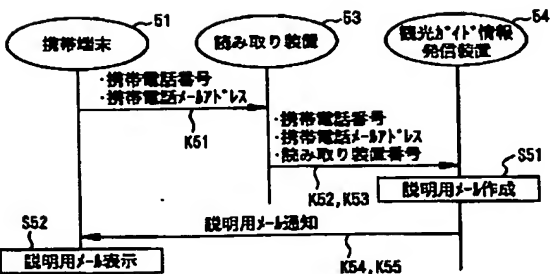 携帯端末
51
読み取り装置
53
観光ガイド情報
発信装置
54
・携帯電話番号
・携帯電話メールアドレス
K51
・携帯電話番号
・携帯電話メールアドレス
・読み取り装置番号
K52,K53
S51
説明用メール作成
説明用メール通知
K54,K55
S52
説明用メール表示